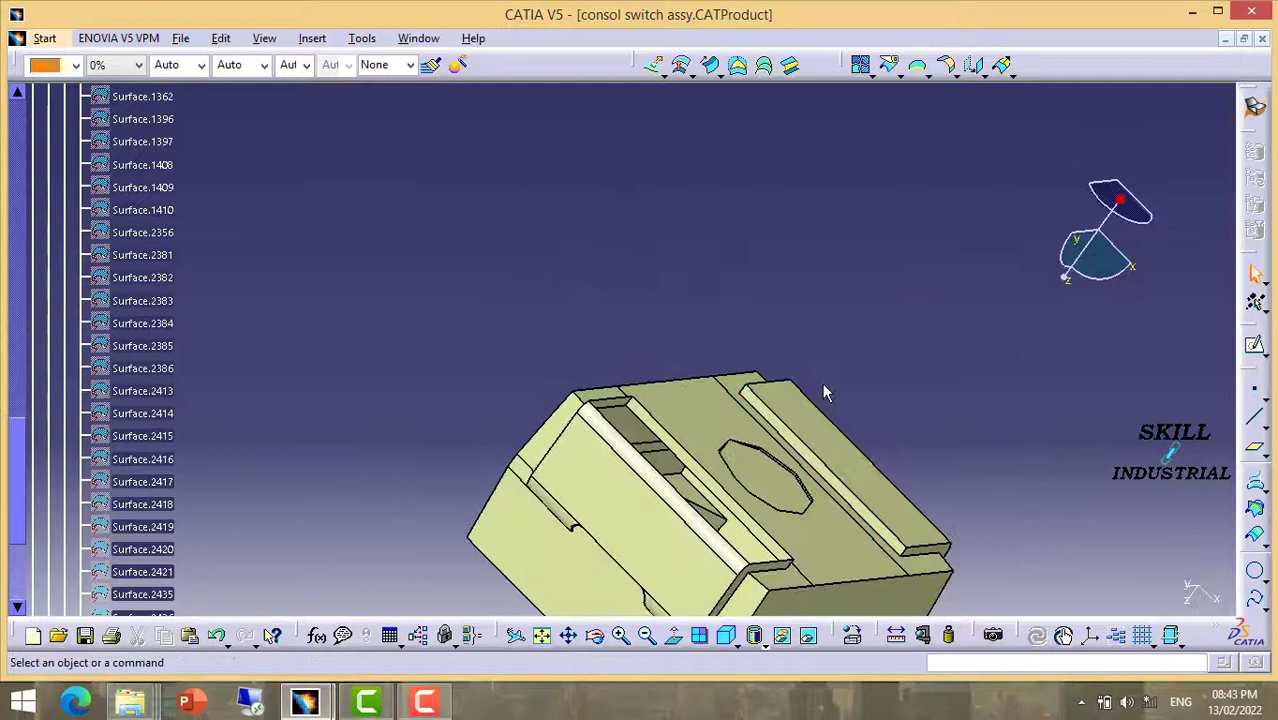 CATIA V5 - [consol switch assy.CATProduct]
Start ENOVIA V5 VPM File Edit View Insert Tools Window Help
0% Auto Auto Aut Aut None
Surface.1362
Surface.1396
Surface.1397
Surface.1408
Surface.1409
Surface.1410
Surface.2356
Surface.2381
Surface.2382
Surface.2383
Surface.2384
Surface.2385
Surface.2386
Surface.2413
Surface.2414
Surface.2415
Surface.2416
Surface.2417
Surface.2418
Surface.2419
Surface.2420
Surface.2421
Surface.2435
y
x
z
SKILL
INDUSTRIAL
y
z x
f(x)
CATIA
Select an object or a command
ENG
08:43 PM
13/02/2022